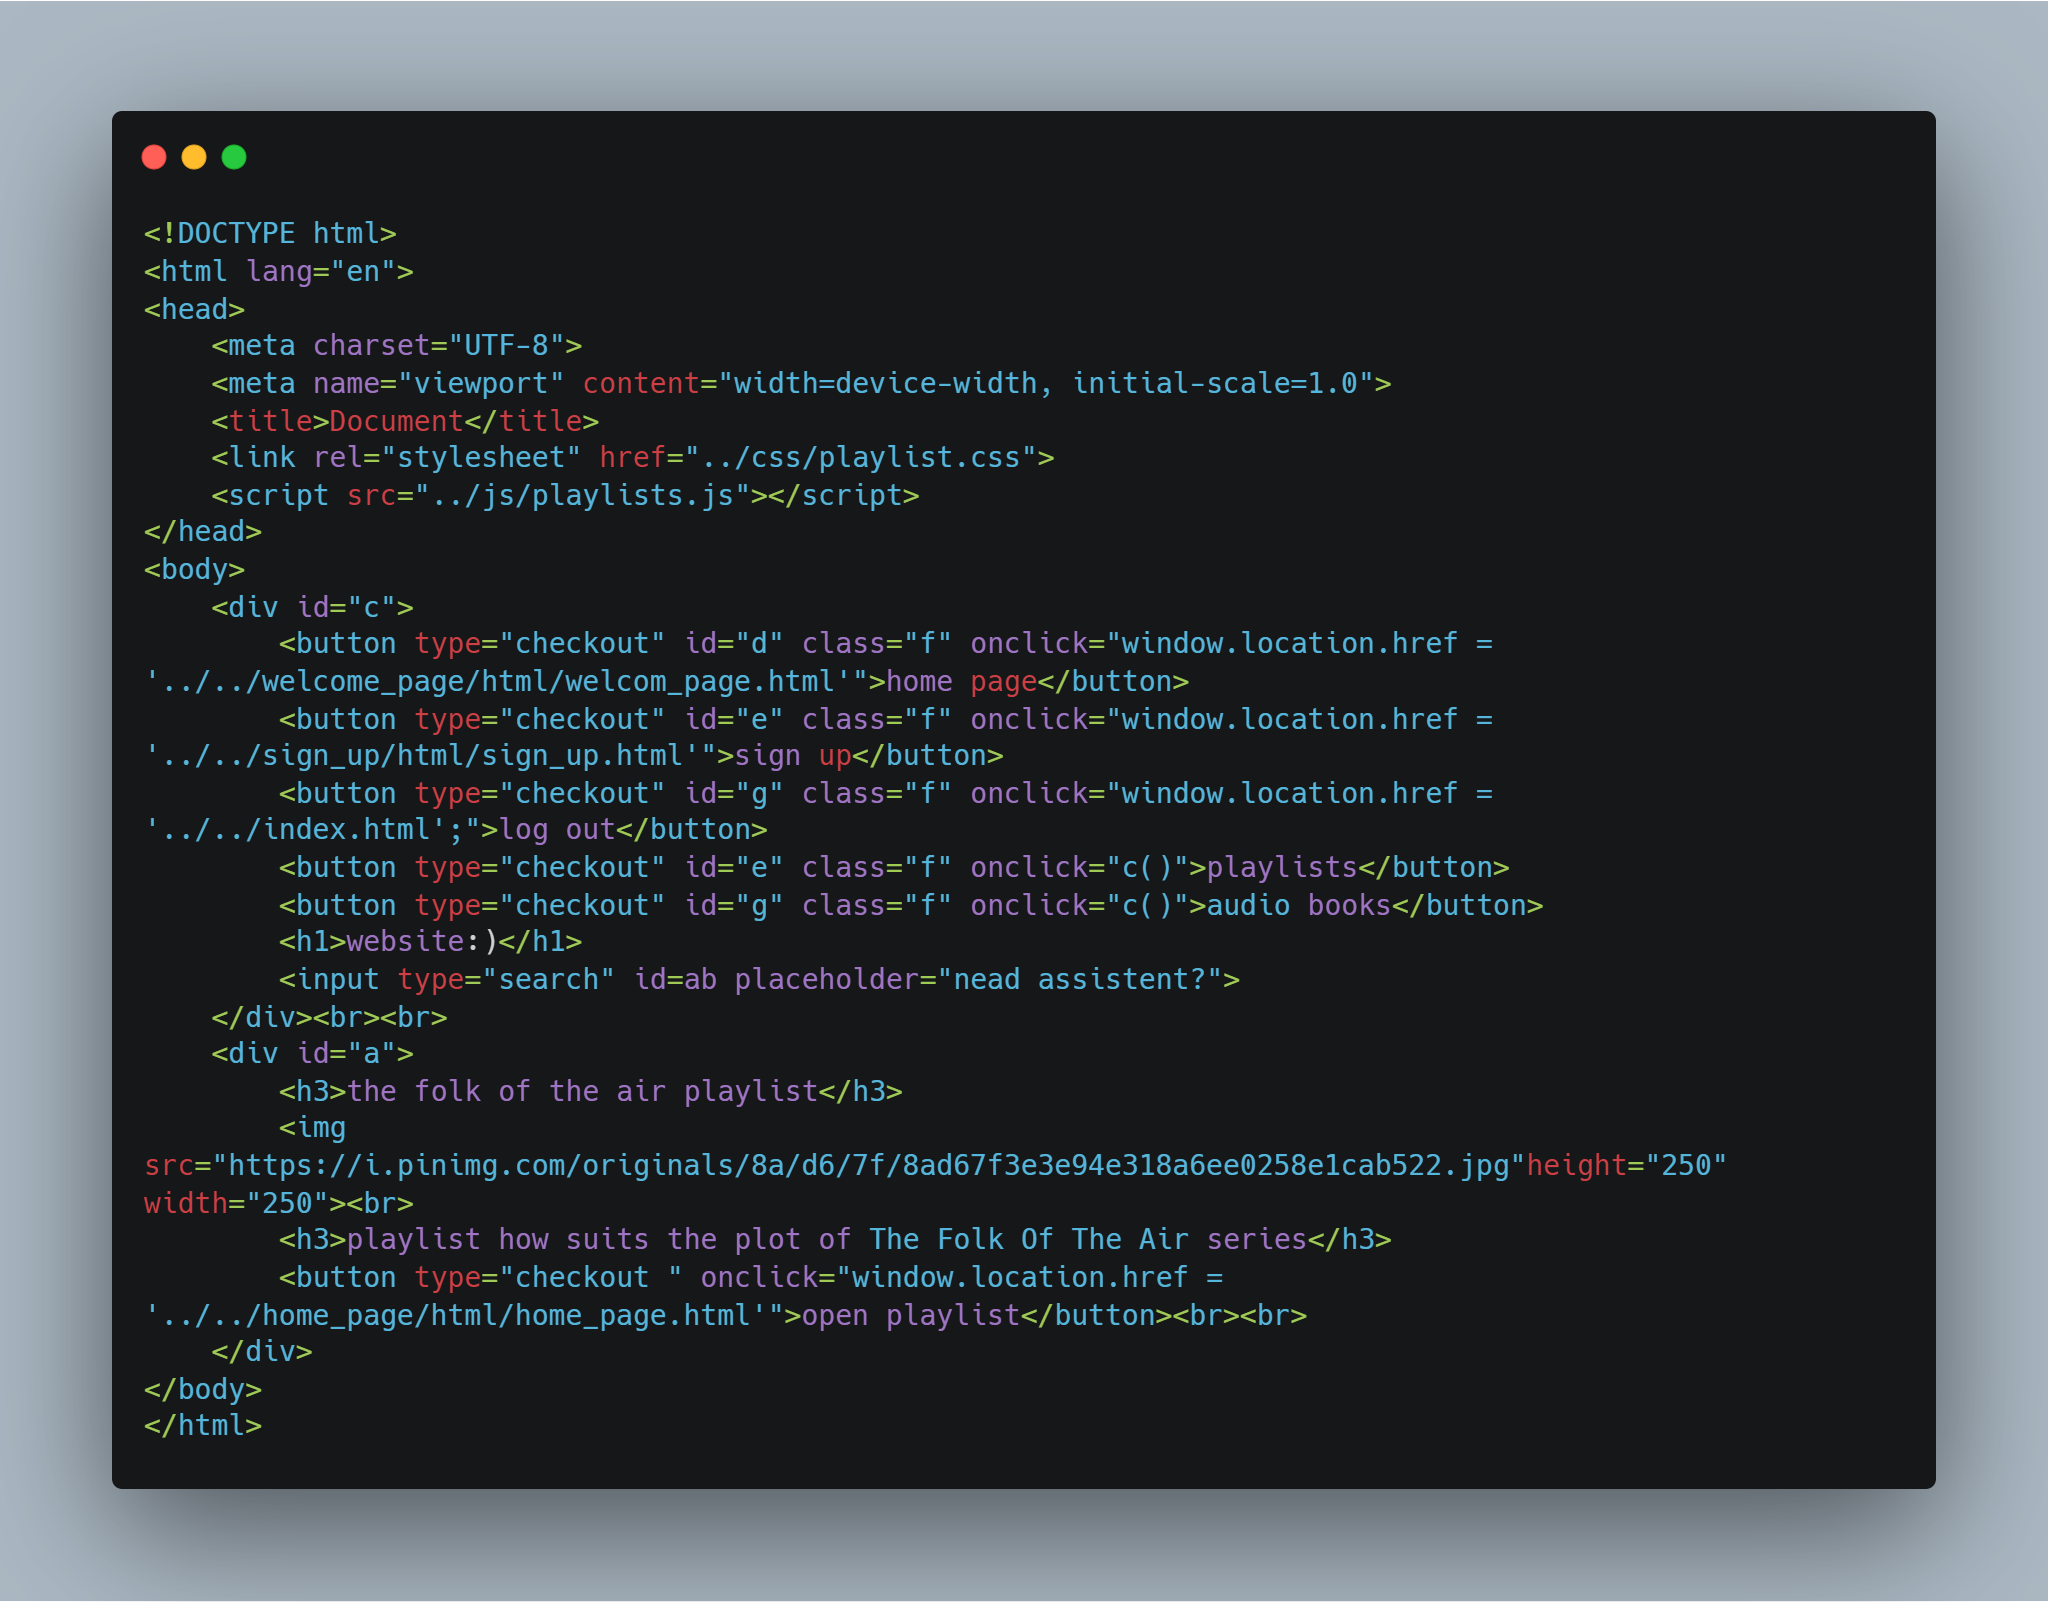 <!DOCTYPE html>
<html lang="en">
<head>
    <meta charset="UTF-8">
    <meta name="viewport" content="width=device-width, initial-scale=1.0">
    <title>Document</title>
    <link rel="stylesheet" href="../css/playlist.css">
    <script src="../js/playlists.js"></script>
</head>
<body>
    <div id="c">
        <button type="checkout" id="d" class="f" onclick="window.location.href =
'../../welcome_page/html/welcom_page.html'">home page</button>
        <button type="checkout" id="e" class="f" onclick="window.location.href =
'../../sign_up/html/sign_up.html'">sign up</button>
        <button type="checkout" id="g" class="f" onclick="window.location.href =
'../../index.html';">log out</button>
        <button type="checkout" id="e" class="f" onclick="c()">playlists</button>
        <button type="checkout" id="g" class="f" onclick="c()">audio books</button>
        <h1>website:)</h1>
        <input type="search" id=ab placeholder="nead assistent?">
    </div><br><br>
    <div id="a">
        <h3>the folk of the air playlist</h3>
        <img
src="https://i.pinimg.com/originals/8a/d6/7f/8ad67f3e3e94e318a6ee0258e1cab522.jpg"height="250"
width="250"><br>
        <h3>playlist how suits the plot of The Folk Of The Air series</h3>
        <button type="checkout " onclick="window.location.href =
'../../home_page/html/home_page.html'">open playlist</button><br><br>
    </div>
</body>
</html>